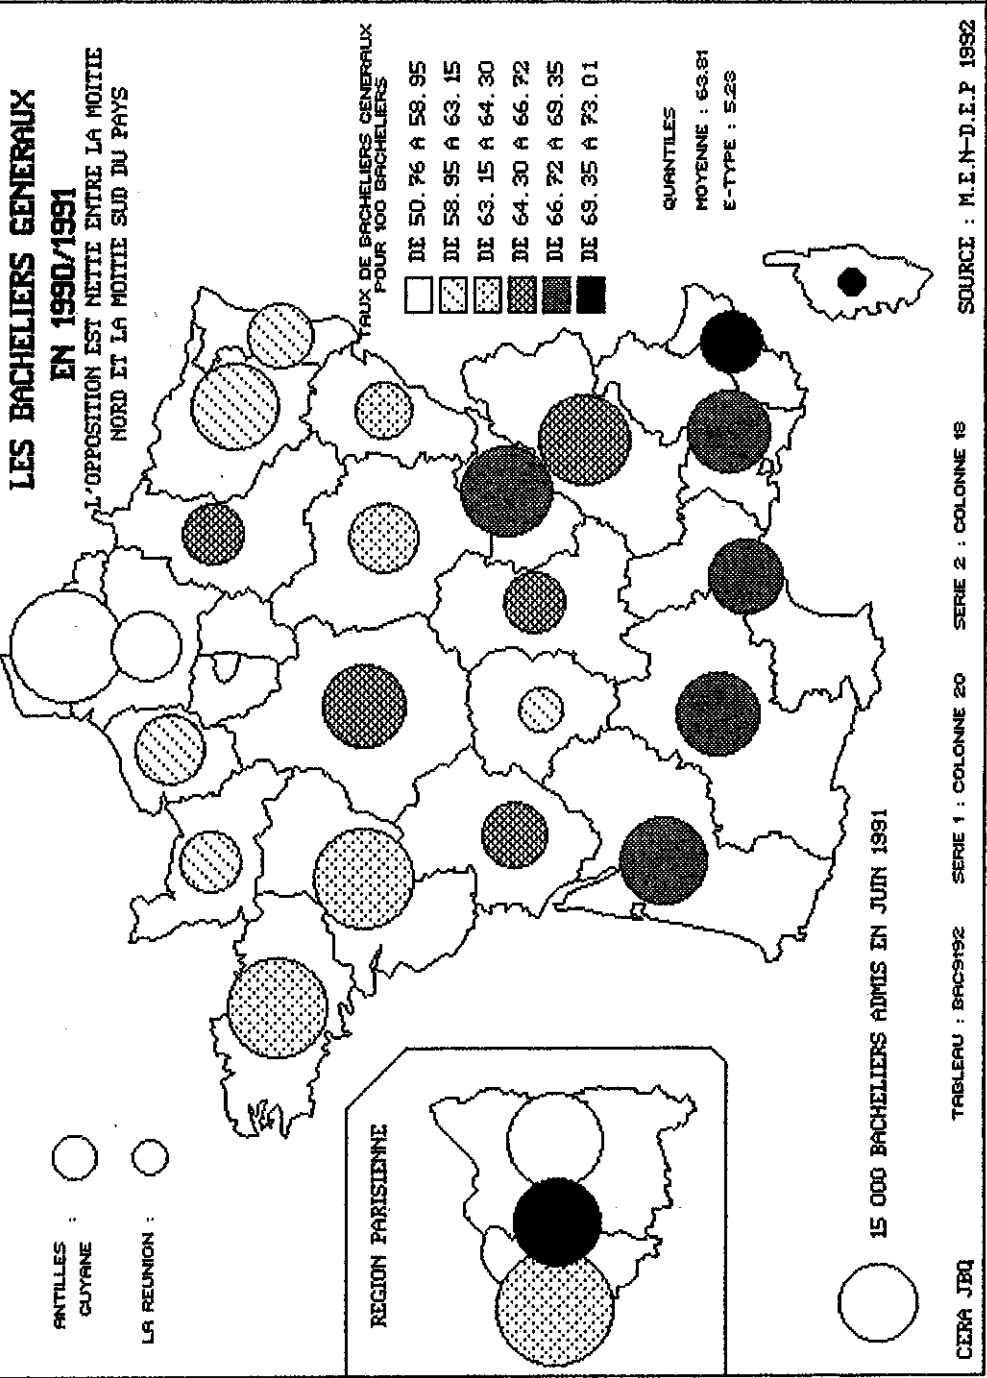 LES BACHELIERS GENERAUX
EN 1990/1991
L'OPPOSITION EST NETTE ENTRE LA MOITIE
NORD ET LA MOITIE SUD DU PAYS
TAUX DE BACHELIERS GENERAUX
POUR 100 BACHELIERS
DE 50.76 A 58.95
DE 58.95 A 63.15
DE 63.15 A 64.30
DE 64.30 A 66.72
DE 66.72 A 69.35
DE 69.35 A 73.01
QUANTILES
MOYENNE : 63.81
E-TYPE : 5.23
ANTILLES :
GUYANE
LA REUNION :
REGION PARISIENNE
15 000 BACHELIERS ADMIS EN JUIN 1991
CERA JBQ TABLEAU : BAC9192 SERIE 1 : COLONNE 20 SERIE 2 : COLONNE 18 SOURCE : M.E.N-D.E.P 1992